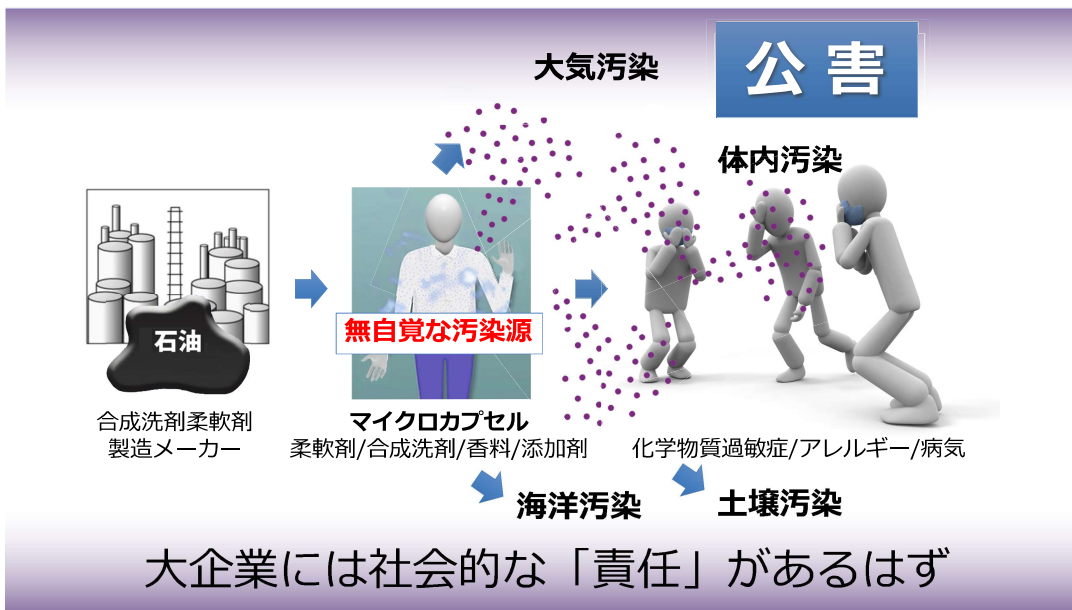 公害
大気汚染
体内汚染
石油
無自覚な汚染源
合成洗剤柔軟剤
製造メーカー
マイクロカプセル
柔軟剤/合成洗剤/香料/添加剤
化学物質過敏症/アレルギー/病気
海洋汚染
土壌汚染
大企業には社会的な「責任」があるはず